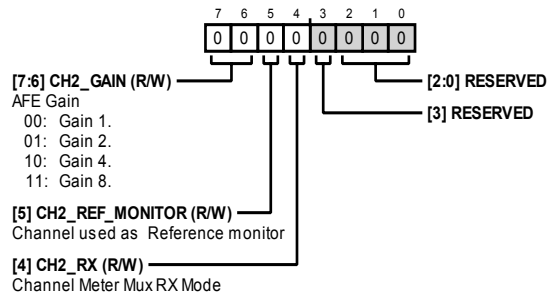 7 6 5 4 3 2 1 0
0 0 0 0 0 0 0 0
[7:6] CH2_GAIN (R/W)
AFE Gain
00: Gain 1.
01: Gain 2.
10: Gain 4.
11: Gain 8.
[5] CH2_REF_MONITOR (R/W)
Channel used as Reference monitor
[4] CH2_RX (R/W)
Channel Meter Mux RX Mode
[2:0] RESERVED
[3] RESERVED